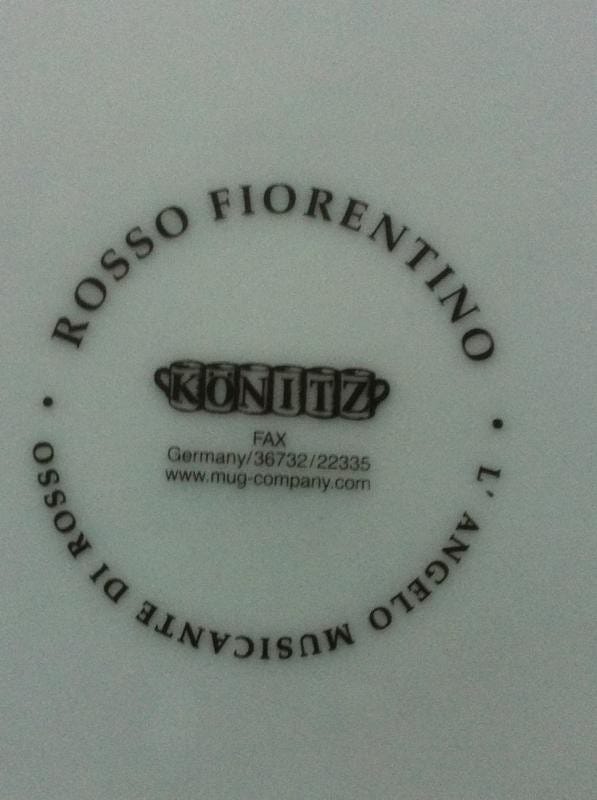 ROSSO FIORENTINO
KÖNITZ
FAX
Germany/36732/22335
www.mug-company.com
• L' ANGELO MUSICANTE DI ROSSO •